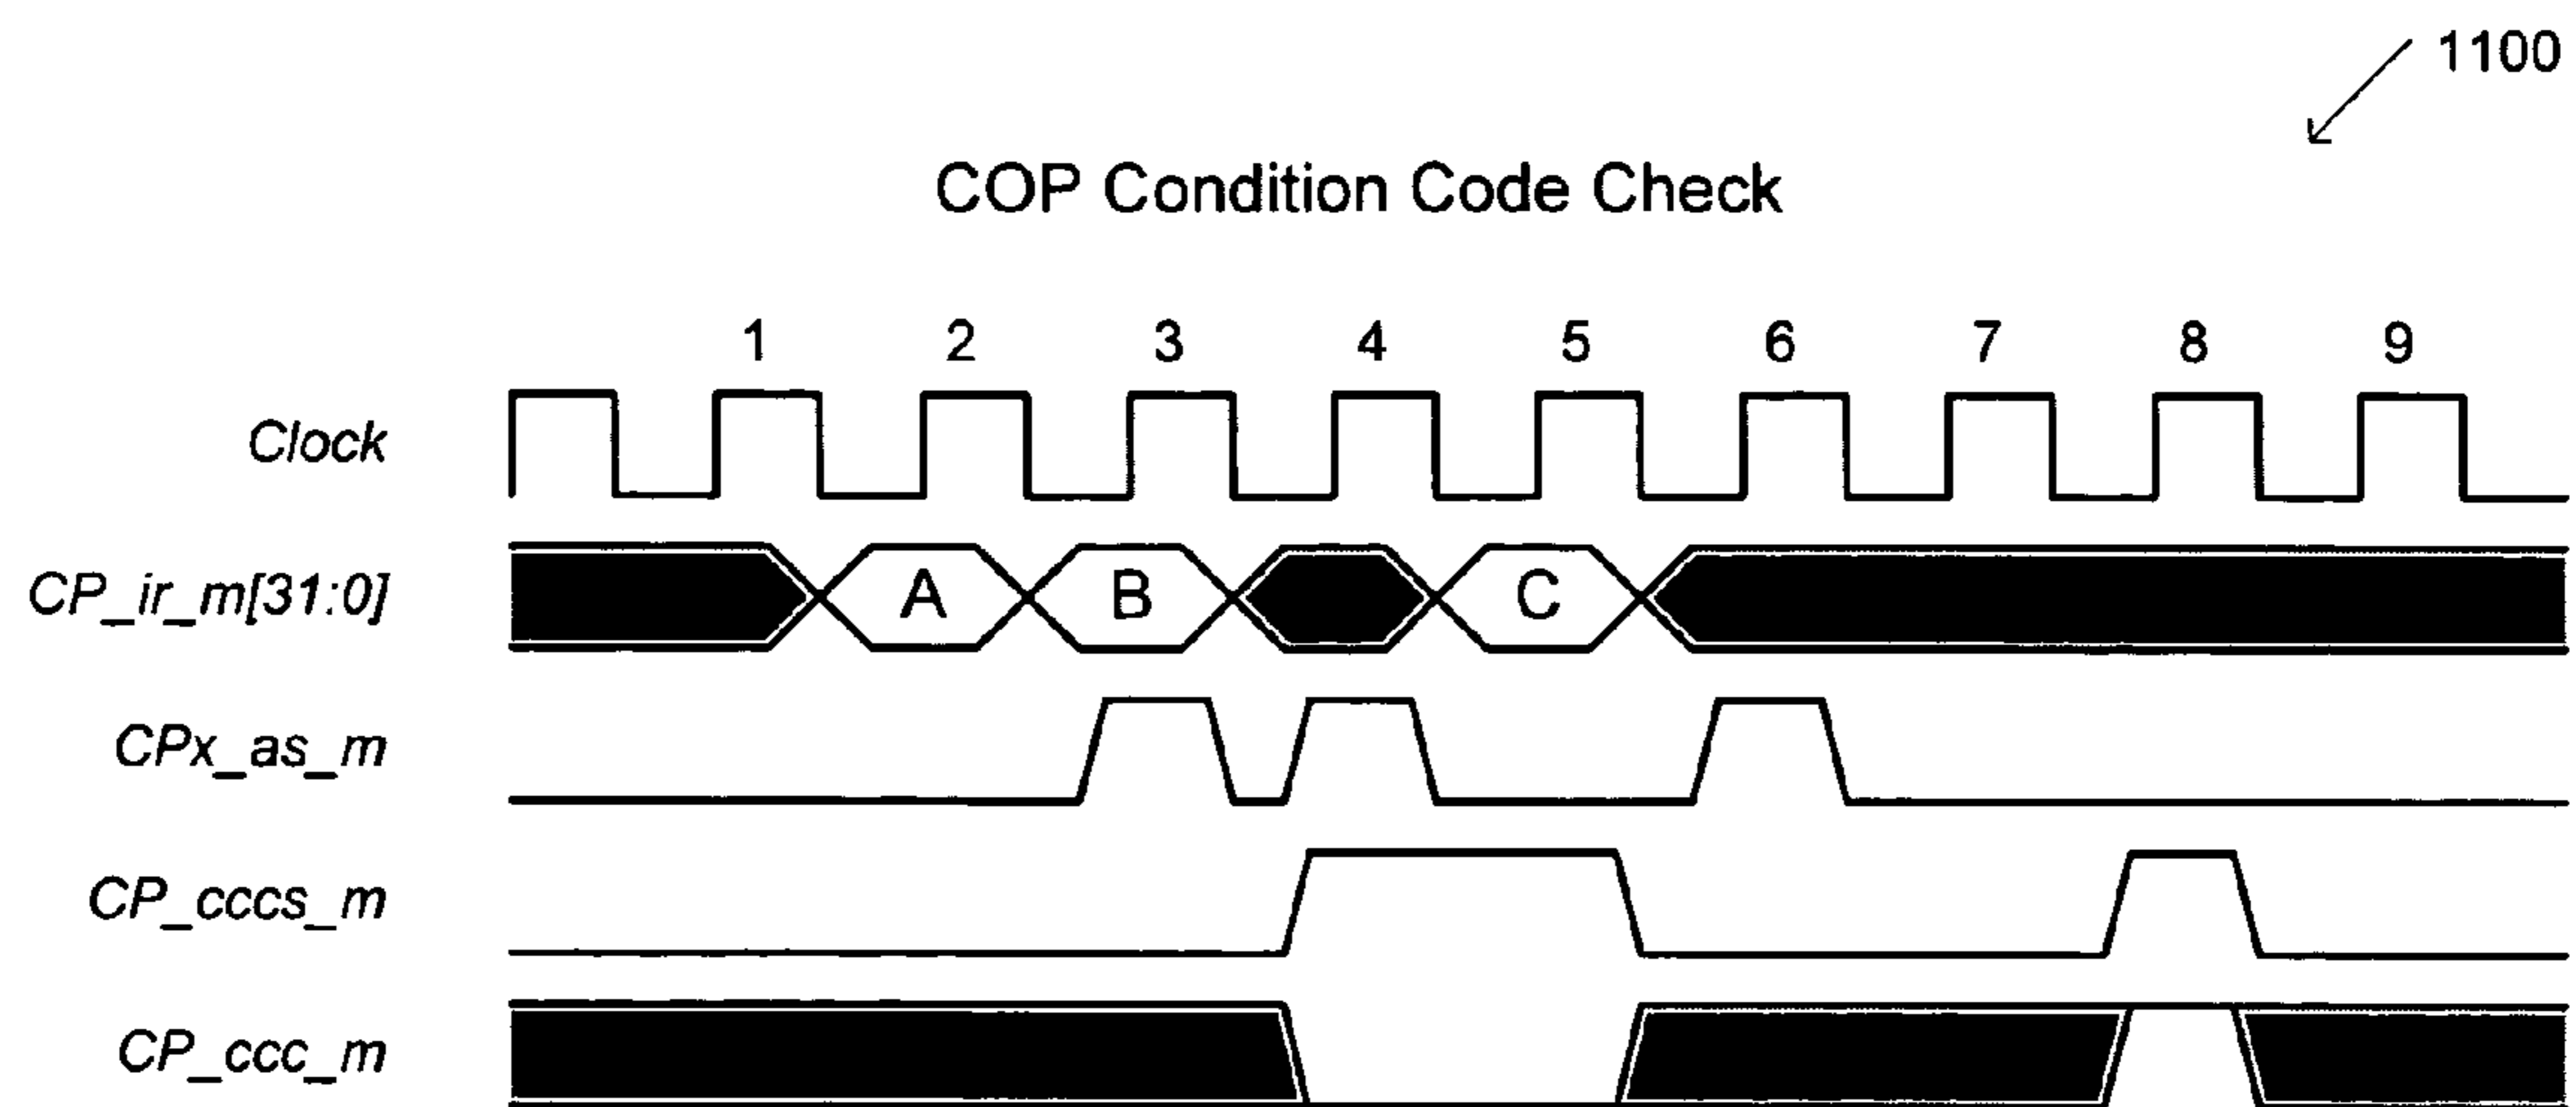 1100
COP Condition Code Check
1 2 3 4 5 6 7 8 9
Clock
CP_ir_m[31:0] A B C
CPx_as_m
CP_cccs_m
CP_ccc_m